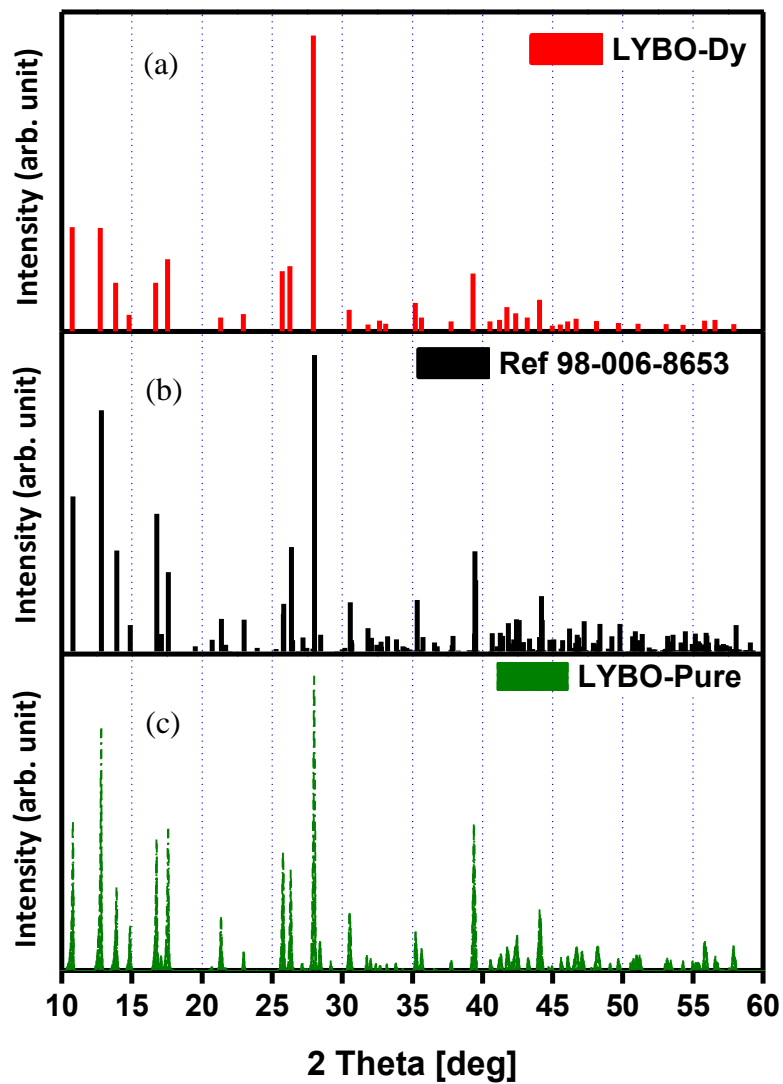 (a)
LYBO-Dy
Intensity (arb. unit)
(b)
Ref 98-006-8653
Intensity (arb. unit)
(c)
LYBO-Pure
Intensity (arb. unit)
10 15 20 25 30 35 40 45 50 55 60
2 Theta [deg]